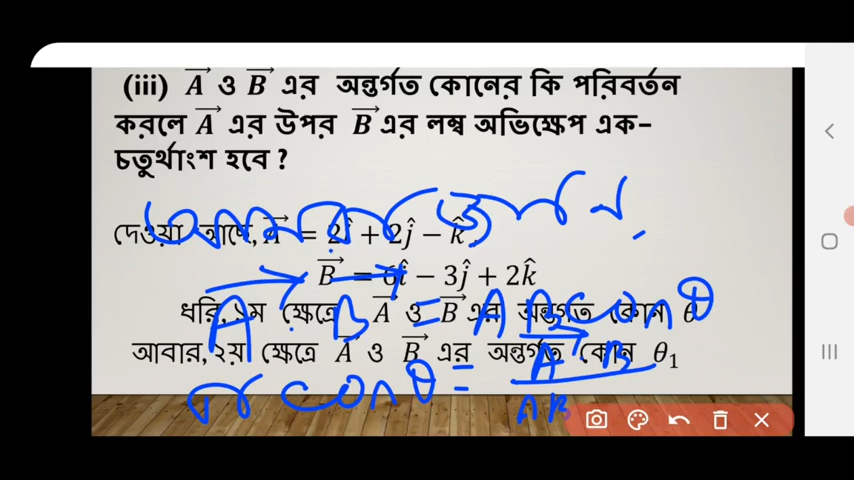 (iii) A⃗ ও B⃗ এর অন্তর্গত কোনের কি পরিবর্তন
করলে A⃗ এর উপর B⃗ এর লম্ব অভিক্ষেপ এক-
চতুর্থাংশ হবে ?
দেওয়া আছে, A⃗ = 2î + 2ĵ − k̂,
B⃗ = 6î − 3ĵ + 2k̂
ধরি, ১ম ক্ষেত্রে A⃗ ও B⃗ এর অন্তর্গত কোন θ
A⃗ · B⃗ = AB cosθ
আবার, ২য় ক্ষেত্রে A⃗ ও B⃗ এর অন্তর্গত কোন θ₁
or cosθ = A⃗ · B⃗ / AB